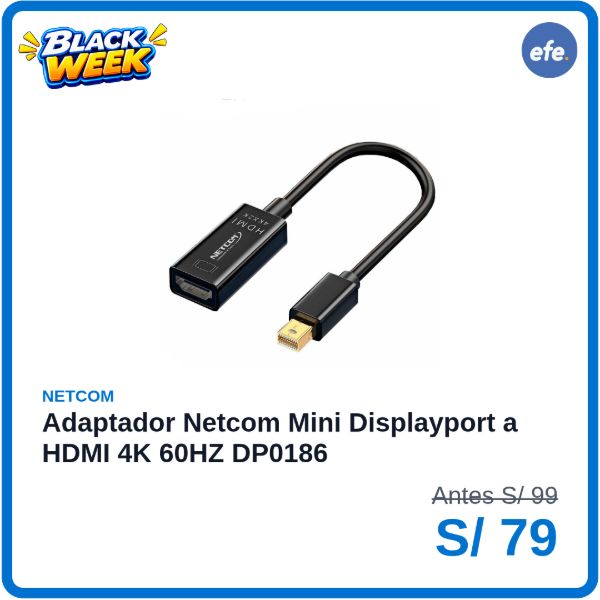 BLACK
WEEK
efe.
HDMI
4KX2K
NETCOM
NETCOM
Adaptador Netcom Mini Displayport a
HDMI 4K 60HZ DP0186
Antes S/ 99
S/ 79